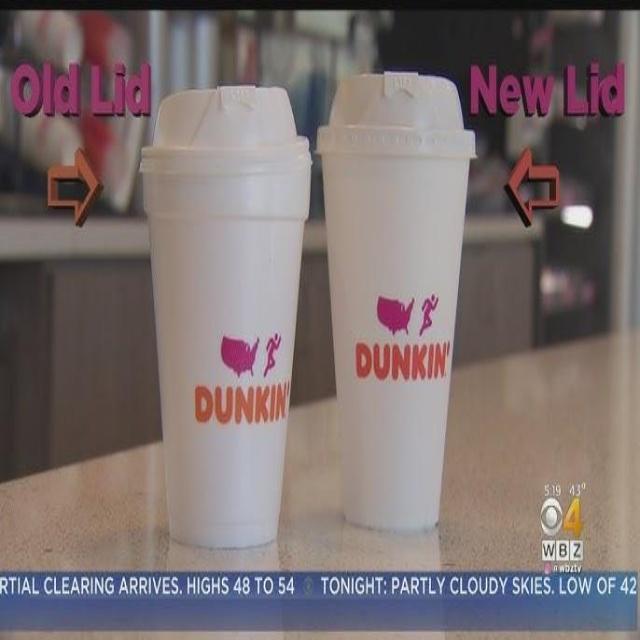 Old Lid
New Lid
DUNKIN'
DUNKIN'
5:19 43°
4
WBZ
wbztv
RTIAL CLEARING ARRIVES. HIGHS 48 TO 54 TONIGHT: PARTLY CLOUDY SKIES. LOW OF 42